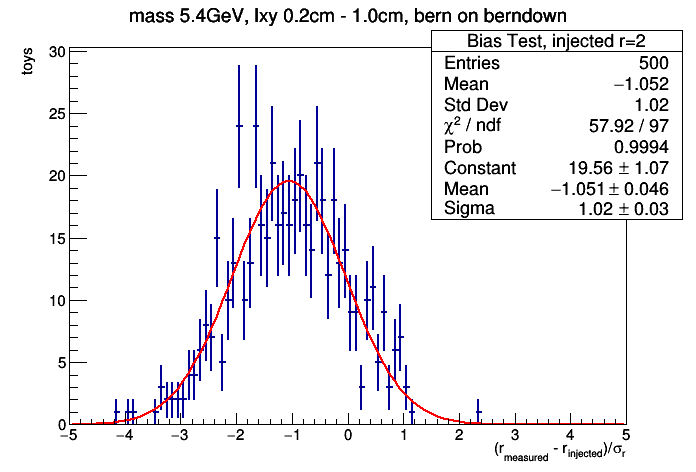 mass 5.4GeV, lxy 0.2cm - 1.0cm, bern on berndown
Bias Test, injected r=2
Entries 500
Mean −1.052
Std Dev 1.02
χ² / ndf 57.92 / 97
Prob 0.9994
Constant 19.56 ± 1.07
Mean −1.051 ± 0.046
Sigma 1.02 ± 0.03
toys
30
25
20
15
10
5
0
−5 −4 −3 −2 −1 0 1 2 3 4 5
(r_measured - r_injected)/σ_r